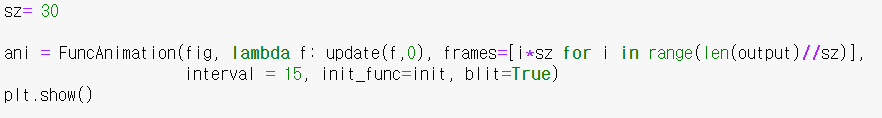 sz= 30
ani = FuncAnimation(fig, lambda f: update(f,0), frames=[i*sz for i in range(len(output)//sz)],
interval = 15, init_func=init, blit=True)
plt.show()